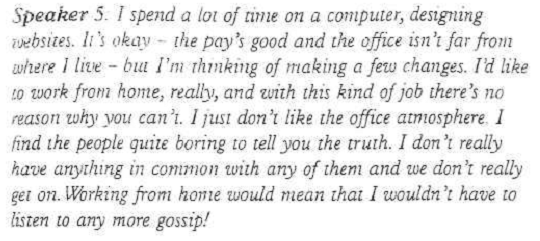 Speaker 5: I spend a lot of time on a computer, designing
websites. It's okay – the pay's good and the office isn't far from
where I live – but I'm thinking of making a few changes. I'd like
to work from home, really, and with this kind of job there's no
reason why you can't. I just don't like the office atmosphere. I
find the people quite boring to tell you the truth. I don't really
have anything in common with any of them and we don't really
get on. Working from home would mean that I wouldn't have to
listen to any more gossip!